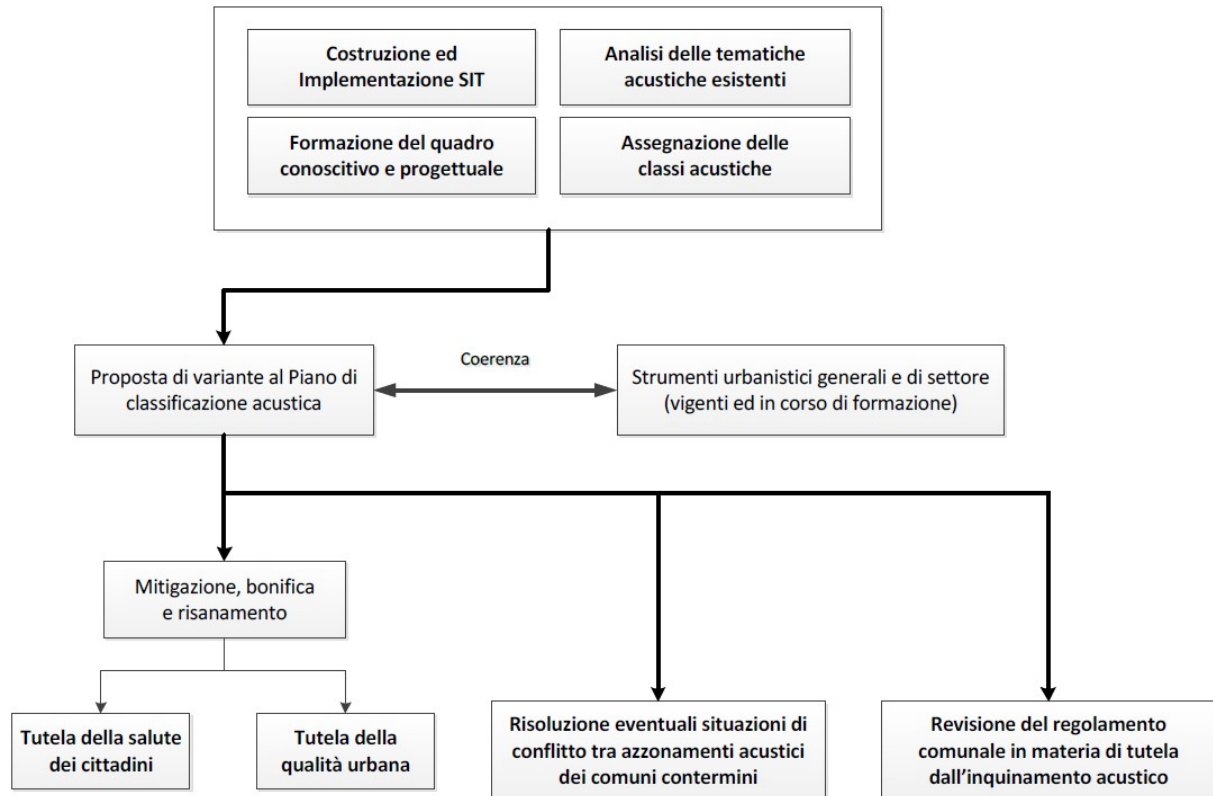 Costruzione ed
Implementazione SIT
Analisi delle tematiche
acustiche esistenti
Formazione del quadro
conoscitivo e progettuale
Assegnazione delle
classi acustiche
Proposta di variante al Piano di
classificazione acustica
Coerenza
Strumenti urbanistici generali e di settore
(vigenti ed in corso di formazione)
Mitigazione, bonifica
e risanamento
Tutela della salute
dei cittadini
Tutela della
qualità urbana
Risoluzione eventuali situazioni di
conflitto tra azzonamenti acustici
dei comuni contermini
Revisione del regolamento
comunale in materia di tutela
dall'inquinamento acustico